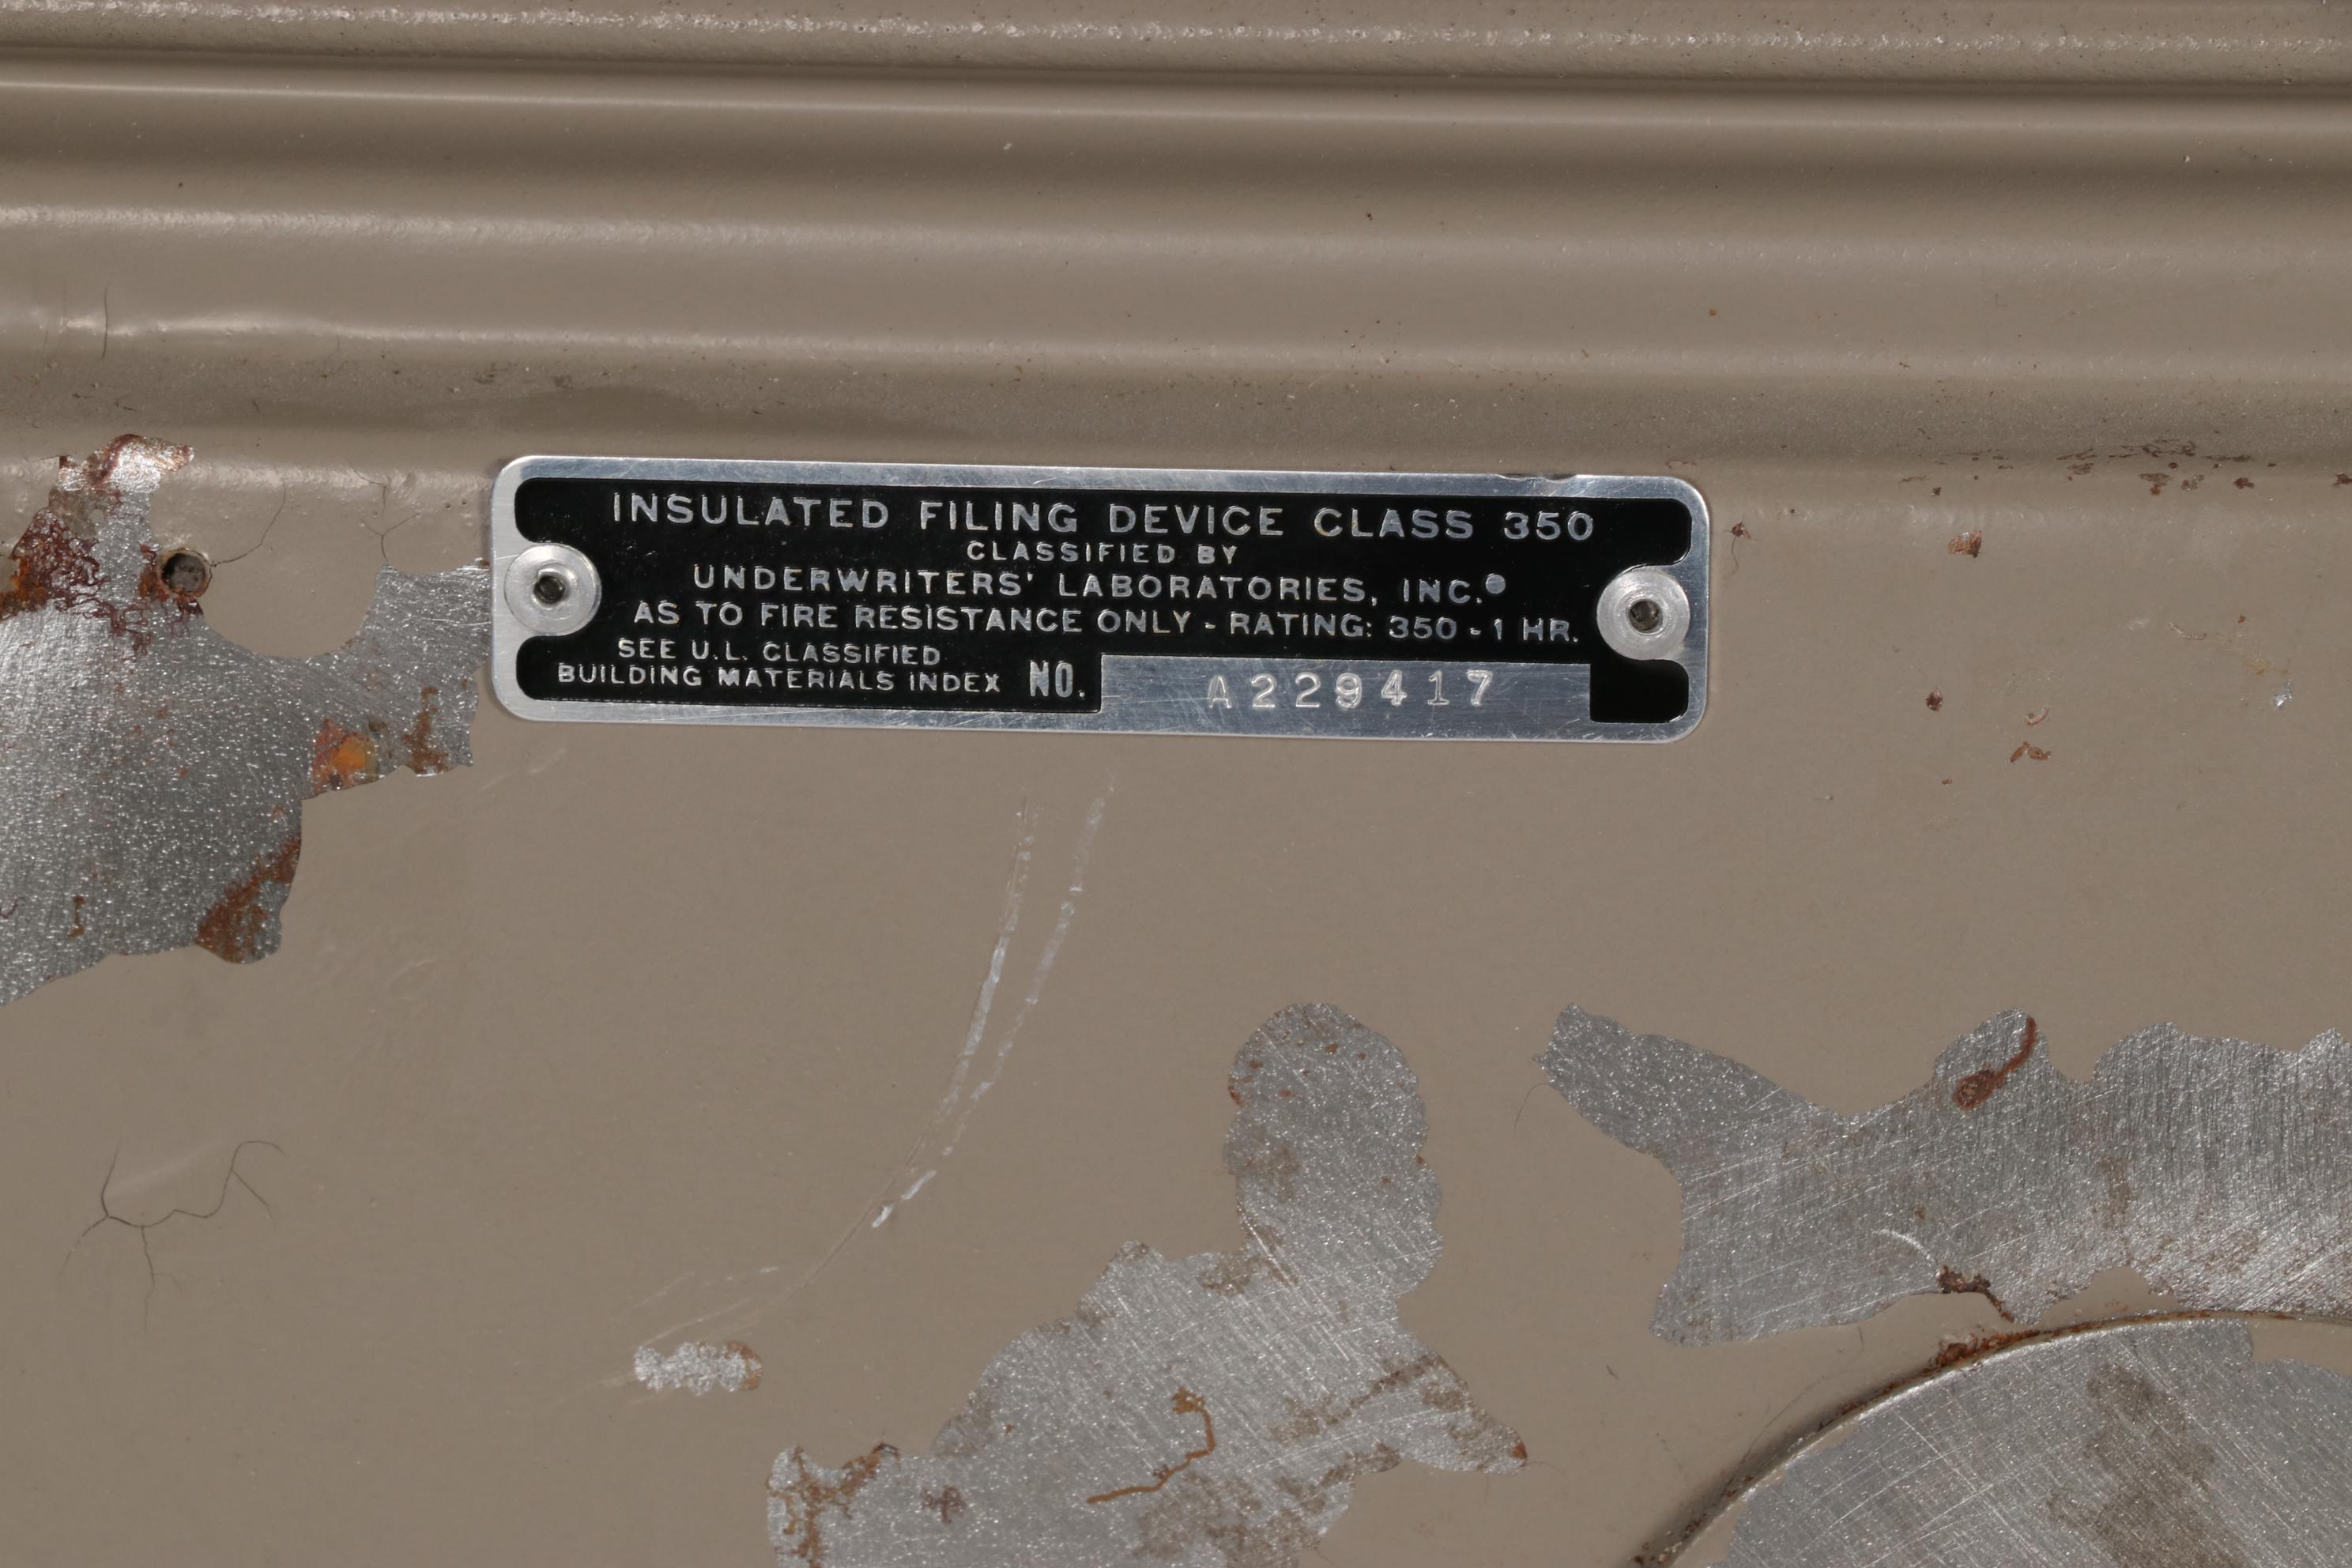 INSULATED FILING DEVICE CLASS 350
CLASSIFIED BY
UNDERWRITERS' LABORATORIES, INC.®
AS TO FIRE RESISTANCE ONLY - RATING: 350 - 1 HR.
SEE U.L. CLASSIFIED
BUILDING MATERIALS INDEX NO. A229417